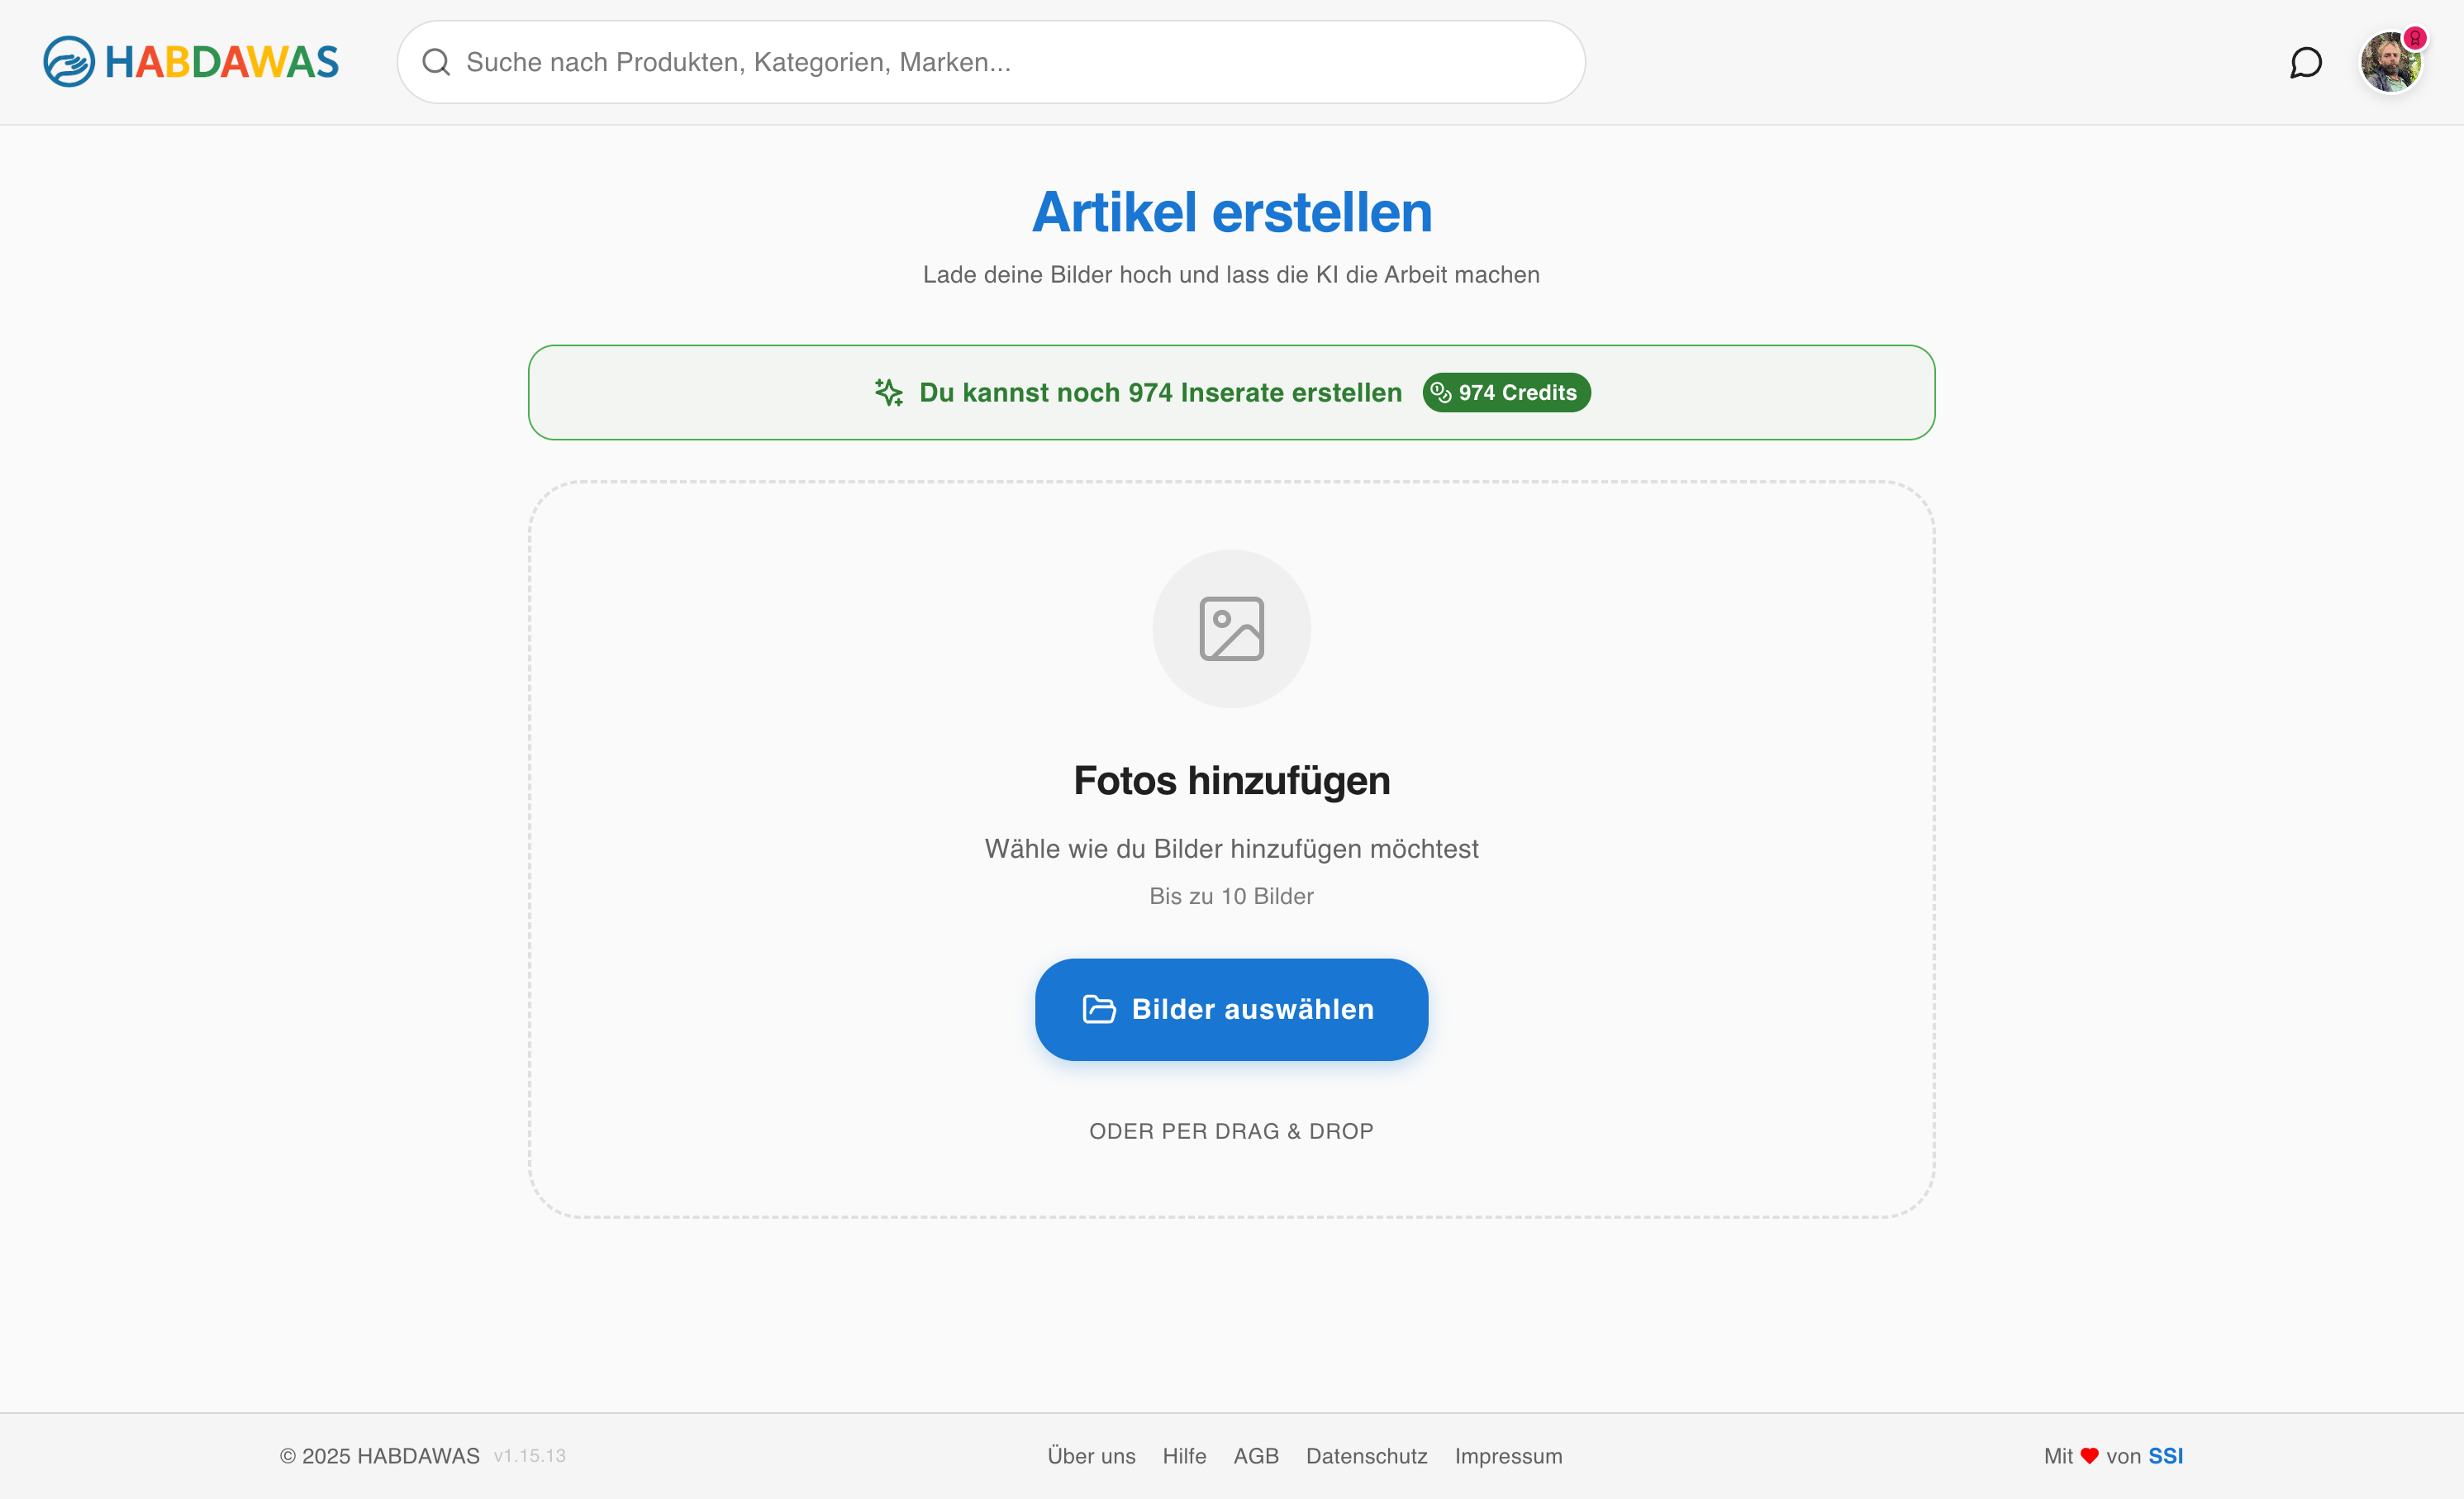 HABDAWAS
Suche nach Produkten, Kategorien, Marken...
Artikel erstellen
Lade deine Bilder hoch und lass die KI die Arbeit machen
Du kannst noch 974 Inserate erstellen 974 Credits
Fotos hinzufügen
Wähle wie du Bilder hinzufügen möchtest
Bis zu 10 Bilder
Bilder auswählen
ODER PER DRAG & DROP
© 2025 HABDAWAS v1.15.13 Über uns Hilfe AGB Datenschutz Impressum Mit ❤ von SSI